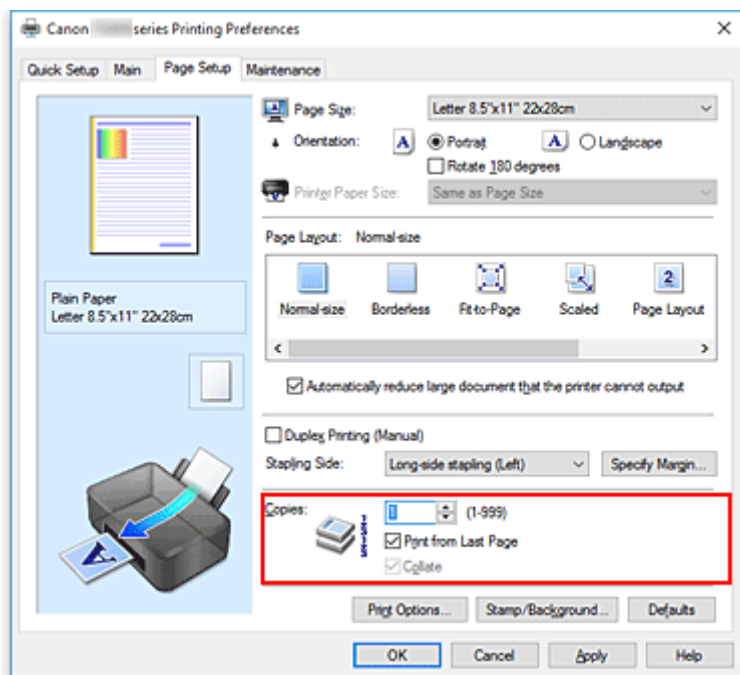 Canon series Printing Preferences
Quick Setup Main Page Setup Maintenance
Page Size: Letter 8.5"x11" 22x28cm
Orientation: A Portrait A Landscape
Rotate 180 degrees
Printer Paper Size: Same as Page Size
Page Layout: Normal-size
2
Normal-size Borderless Fit-to-Page Scaled Page Layout
Plain Paper
Letter 8.5"x11" 22x28cm
Automatically reduce large document that the printer cannot output
Duplex Printing (Manual)
Stapling Side: Long-side stapling (Left) Specify Margin...
Copies: 1 (1-999)
Print from Last Page
Collate
A
Print Options... Stamp/Background... Defaults
OK Cancel Apply Help